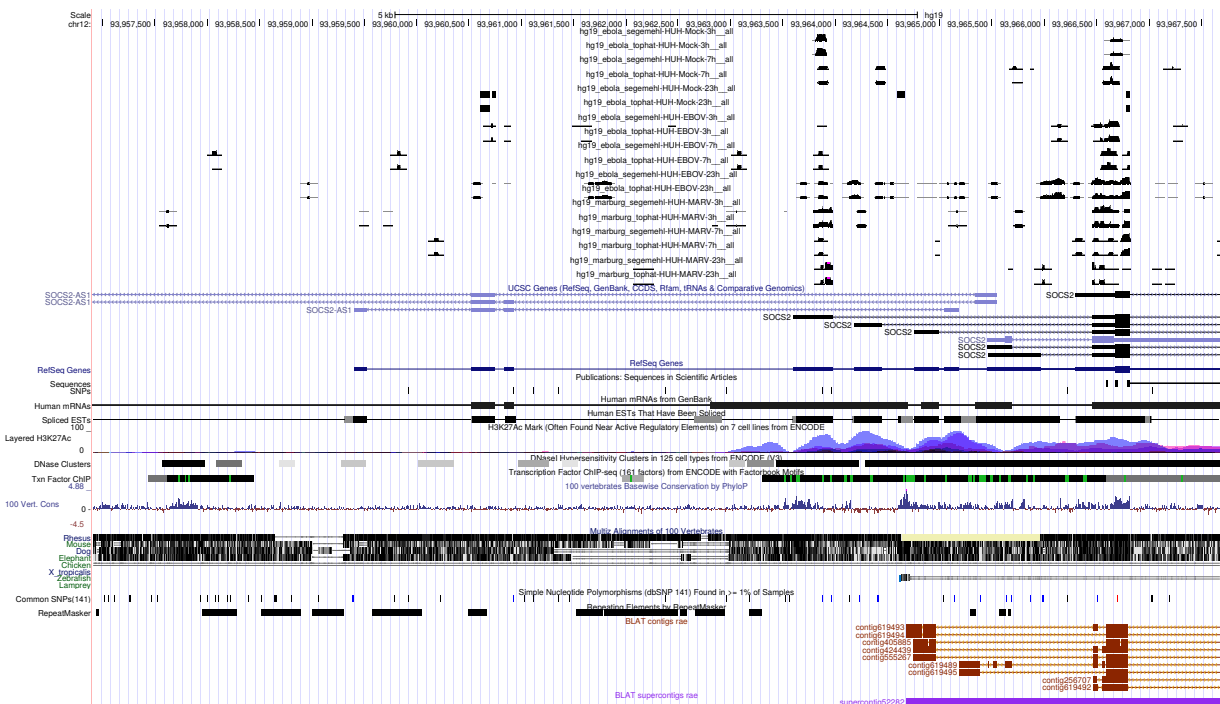 Scale 5 kb hg19
chr12: 93,957,500 93,958,000 93,958,500 93,959,000 93,959,500 93,960,000 93,960,500 93,961,000 93,961,500 93,962,000 93,962,500 93,963,000 93,963,500 93,964,000 93,964,500 93,965,000 93,965,500 93,966,000 93,966,500 93,967,000 93,967,500
hg19_ebola_segemehl-HUH-Mock-3h__all
hg19_ebola_tophat-HUH-Mock-3h__all
hg19_ebola_segemehl-HUH-Mock-7h__all
hg19_ebola_tophat-HUH-Mock-7h__all
hg19_ebola_segemehl-HUH-Mock-23h__all
hg19_ebola_tophat-HUH-Mock-23h__all
hg19_ebola_segemehl-HUH-EBOV-3h__all
hg19_ebola_tophat-HUH-EBOV-3h__all
hg19_ebola_segemehl-HUH-EBOV-7h__all
hg19_ebola_tophat-HUH-EBOV-7h__all
hg19_ebola_segemehl-HUH-EBOV-23h__all
hg19_ebola_tophat-HUH-EBOV-23h__all
hg19_marburg_segemehl-HUH-MARV-3h__all
hg19_marburg_tophat-HUH-MARV-3h__all
hg19_marburg_segemehl-HUH-MARV-7h__all
hg19_marburg_tophat-HUH-MARV-7h__all
hg19_marburg_segemehl-HUH-MARV-23h__all
hg19_marburg_tophat-HUH-MARV-23h__all
UCSC Genes (RefSeq, GenBank, CCDS, Rfam, tRNAs & Comparative Genomics)
SOCS2-AS1 SOCS2
SOCS2-AS1
SOCS2-AS1
SOCS2
SOCS2
SOCS2
SOCS2
SOCS2
SOCS2
RefSeq Genes
RefSeq Genes
Publications: Sequences in Scientific Articles
Sequences
SNPs
Human mRNAs from GenBank
Human mRNAs
Human ESTs That Have Been Spliced
Spliced ESTs
H3K27Ac Mark (Often Found Near Active Regulatory Elements) on 7 cell lines from ENCODE
100 _
Layered H3K27Ac
0
DNaseI Hypersensitivity Clusters in 125 cell types from ENCODE (V3)
DNase Clusters
Transcription Factor ChIP-seq (161 factors) from ENCODE with Factorbook Motifs
Txn Factor ChIP
4.88 _ 100 vertebrates Basewise Conservation by PhyloP
100 Vert. Cons
0 -
-4.5
Multiz Alignments of 100 Vertebrates
Rhesus
Mouse
Dog
Elephant
Chicken
X_tropicalis
Zebrafish
Lamprey
Simple Nucleotide Polymorphisms (dbSNP 141) Found in >= 1% of Samples
Common SNPs(141)
Repeating Elements by RepeatMasker
RepeatMasker
BLAT contigs rae
contig619493
contig619494
contig405885
contig424439
contig555267
contig619489
contig619495
contig256707
contig619492
BLAT supercontigs rae
supercontig52282